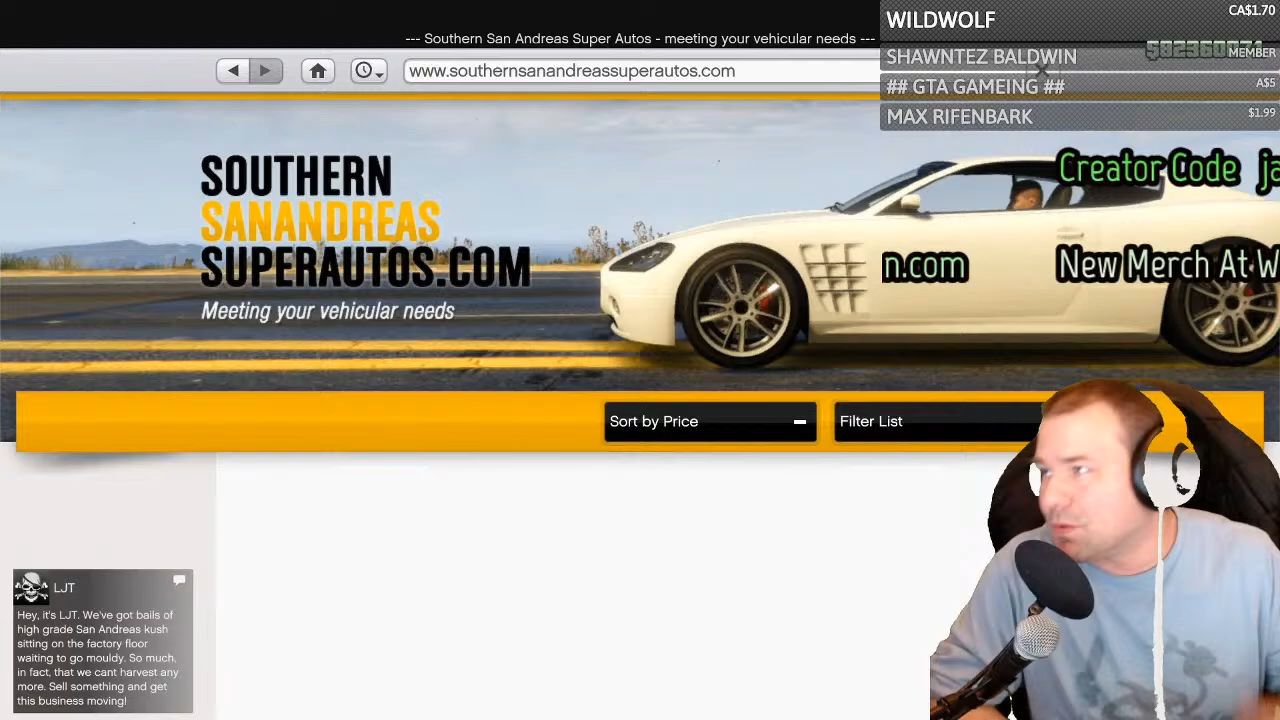 --- Southern San Andreas Super Autos - meeting your vehicular needs ---
www.southernsanandreassuperautos.com
WILDWOLF CA$1.70
SHAWNTEZ BALDWIN MEMBER
## GTA GAMEING ## A$5
MAX RIFENBARK $1.99
SOUTHERN
SANANDREAS
SUPERAUTOS.COM
Meeting your vehicular needs
Creator Code ja
n.com New Merch At W
Sort by Price
Filter List
LJT
Hey, it's LJT. We've got bails of
high grade San Andreas kush
sitting on the factory floor
waiting to go mouldy. So much,
in fact, that we cant harvest any
more. Sell something and get
this business moving!